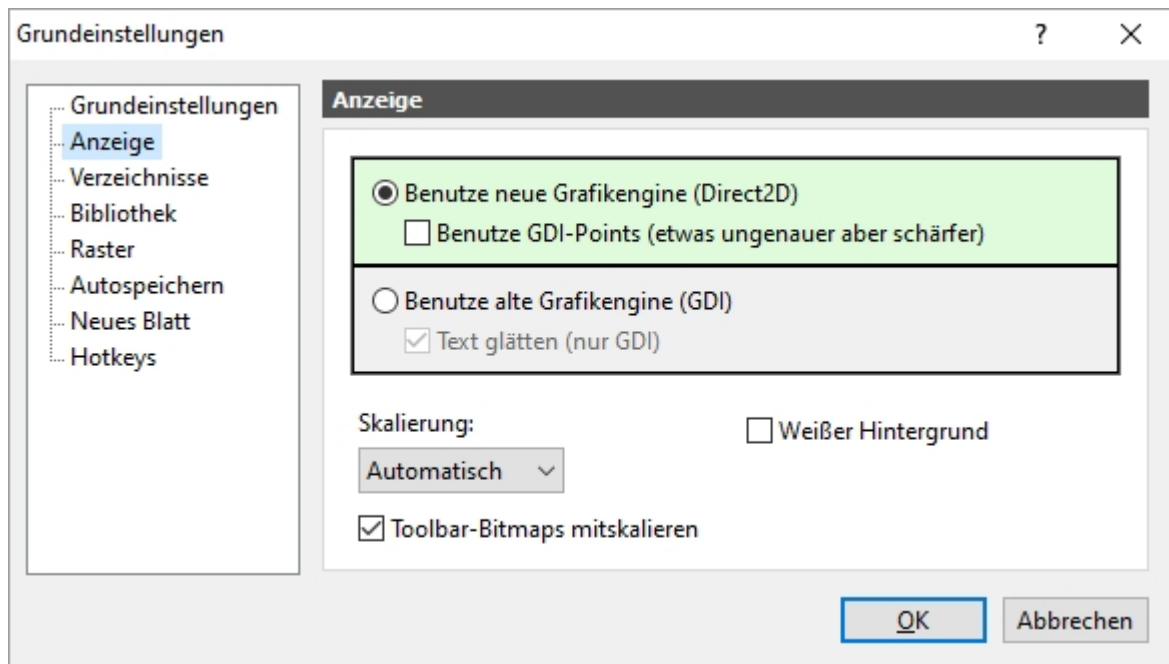 Grundeinstellungen
?
Grundeinstellungen
Anzeige
Verzeichnisse
Bibliothek
Raster
Autospeichern
Neues Blatt
Hotkeys
Anzeige
Benutze neue Grafikengine (Direct2D)
Benutze GDI-Points (etwas ungenauer aber schärfer)
Benutze alte Grafikengine (GDI)
Text glätten (nur GDI)
Skalierung:
Automatisch
Weißer Hintergrund
Toolbar-Bitmaps mitskalieren
OK
Abbrechen